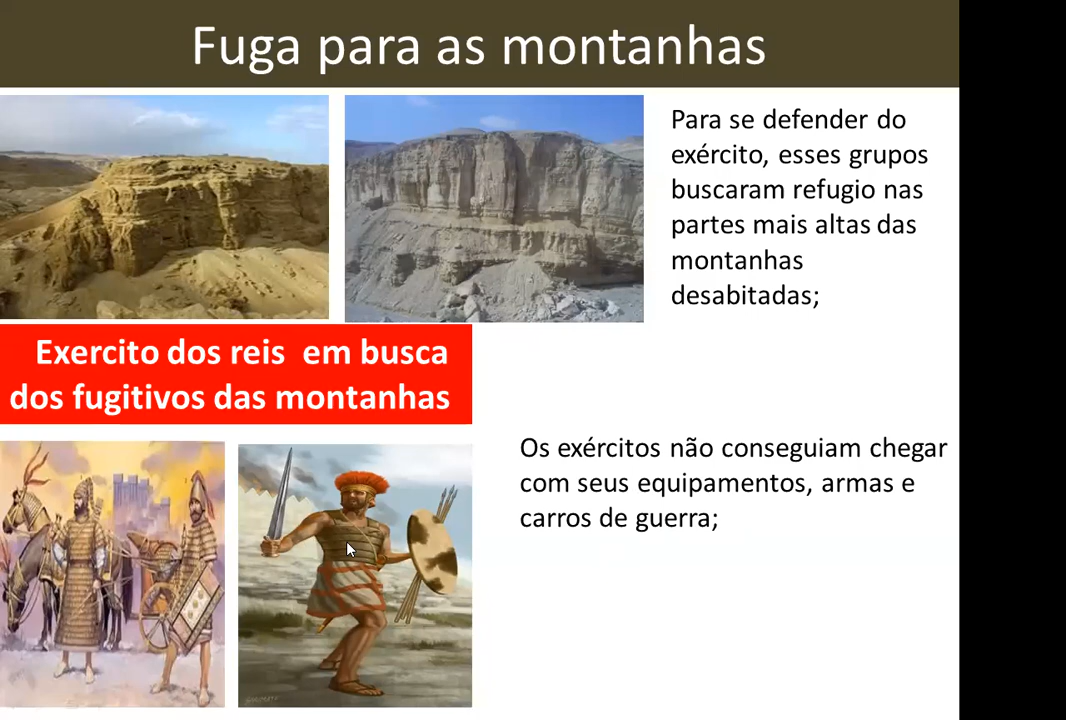 Fuga para as montanhas
Para se defender do
exército, esses grupos
buscaram refugio nas
partes mais altas das
montanhas
desabitadas;
Exercito dos reis em busca
dos fugitivos das montanhas
Os exércitos não conseguiam chegar
com seus equipamentos, armas e
carros de guerra;